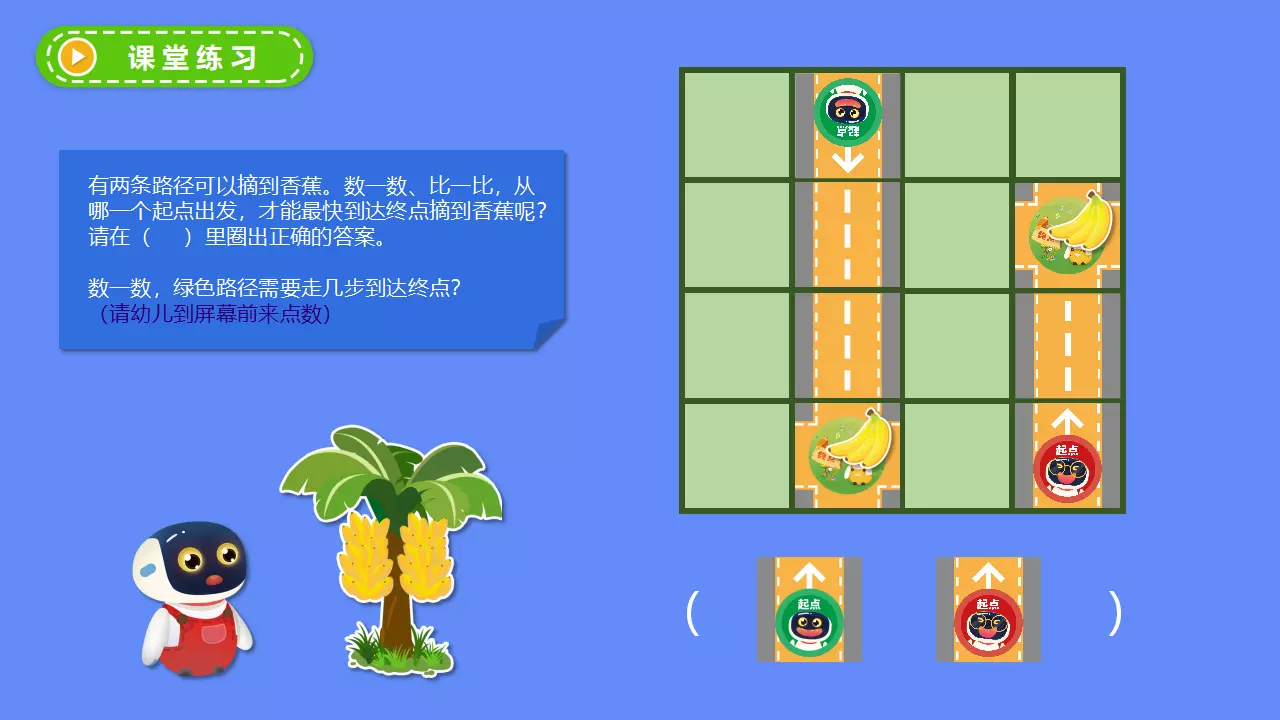 课堂练习
有两条路径可以摘到香蕉。数一数、比一比，从
哪一个起点出发，才能最快到达终点摘到香蕉呢？
请在（　　）里圈出正确的答案。
数一数，绿色路径需要走几步到达终点？
（请幼儿到屏幕前来点数）
起点
起点
（
起点
起点
）